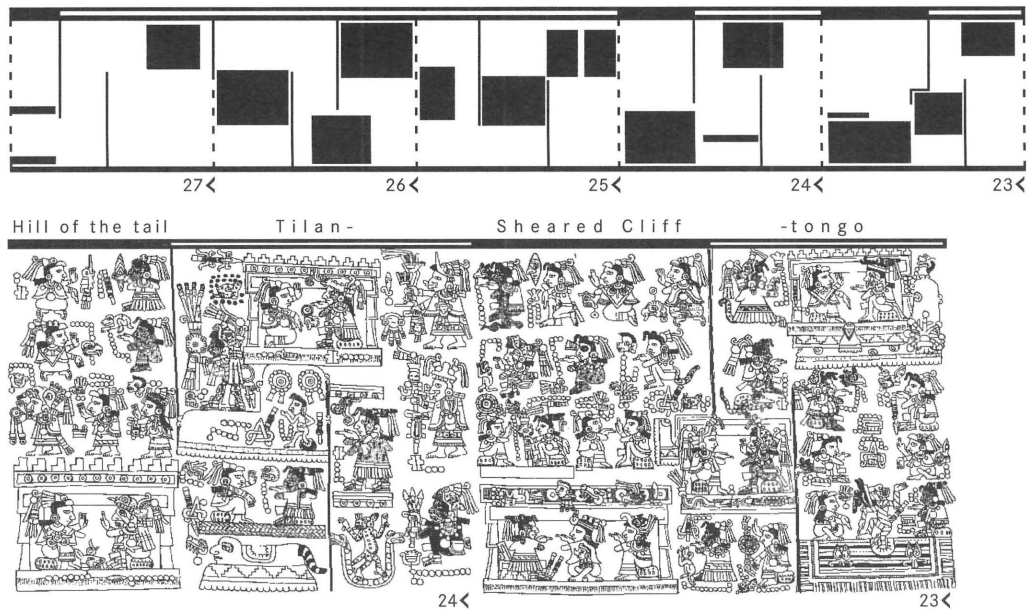 27< 26< 25< 24< 23<
Hill of the tail Tilan- Sheared Cliff -tongo
24< 23<